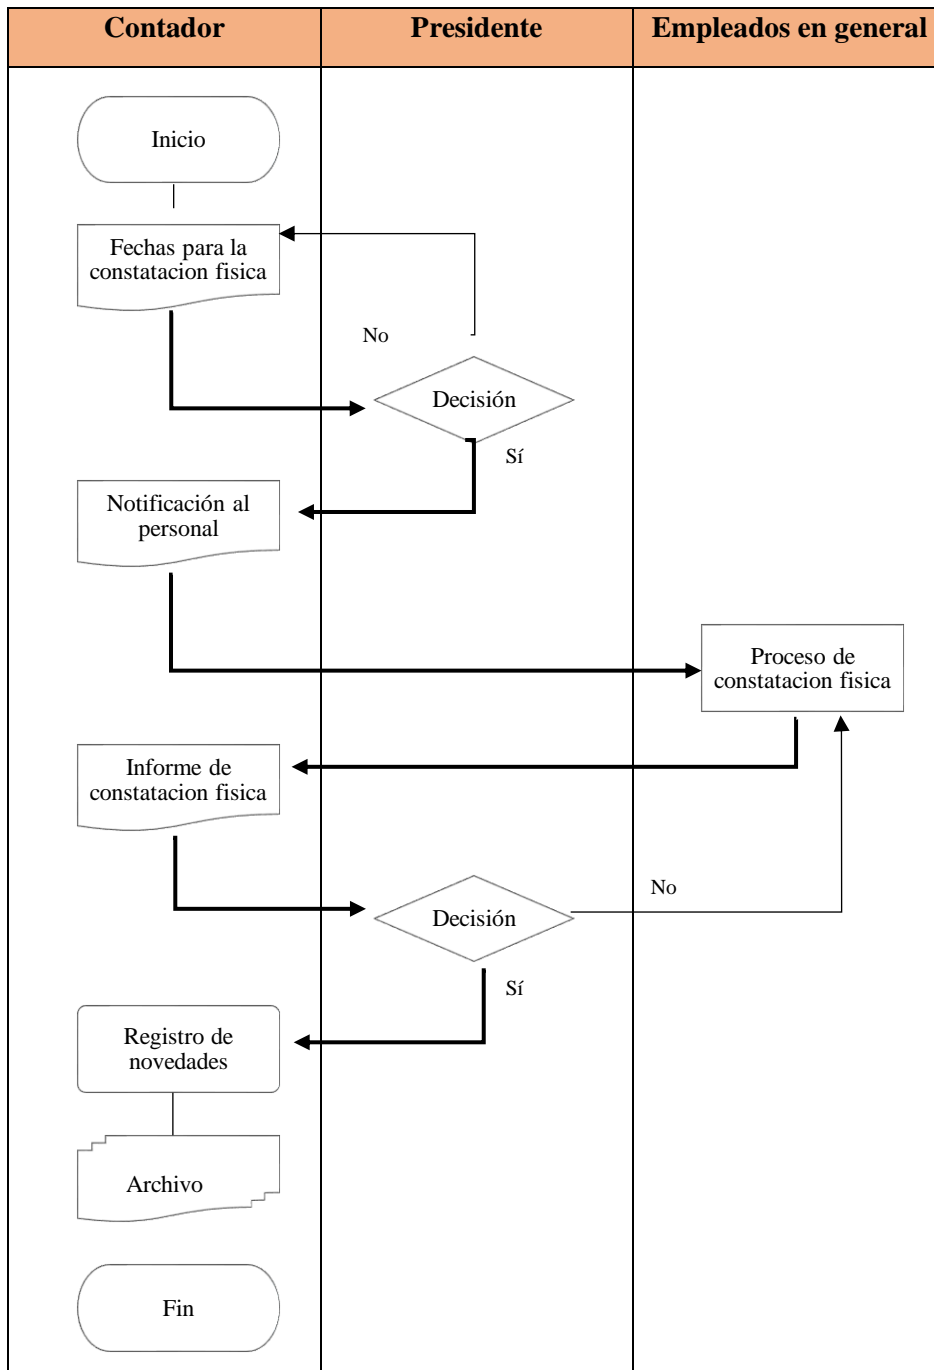 Contador
Presidente
Empleados en general
Inicio
Fechas para la
constatacion fisica
No
Decisión
Sí
Notificación al
personal
Proceso de
constatacion fisica
Informe de
constatacion fisica
No
Decisión
Sí
Registro de
novedades
Archivo
Fin